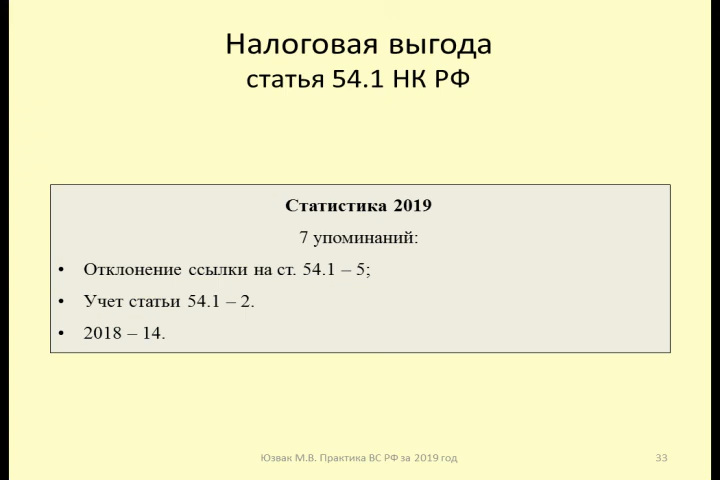 Налоговая выгода
статья 54.1 НК РФ
Статистика 2019
7 упоминаний:
• Отклонение ссылки на ст. 54.1 – 5;
• Учет статьи 54.1 – 2.
• 2018 – 14.
Юзвак М.В. Практика ВС РФ за 2019 год
33